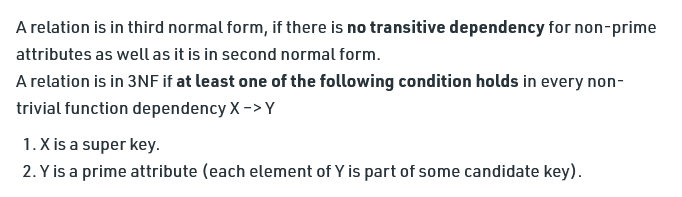 A relation is in third normal form, if there is no transitive dependency for non-prime
attributes as well as it is in second normal form.
A relation is in 3NF if at least one of the following condition holds in every non-
trivial function dependency X –> Y
1. X is a super key.
2. Y is a prime attribute (each element of Y is part of some candidate key).